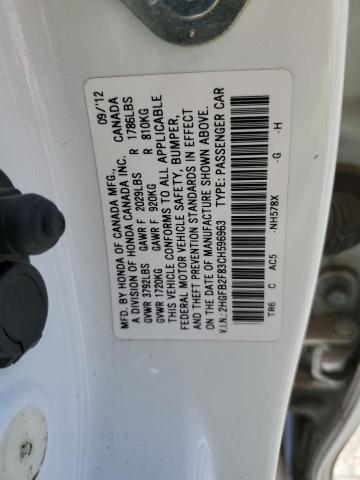 MFD. BY HONDA OF CANADA MFG., 09/'12
A DIVISION OF HONDA CANADA INC. CANADA
GVWR 3792LBS GAWR F 2029LBS R 1786LBS
GVWR 1720KG GAWR F 920KG R 810KG
THIS VEHICLE CONFORMS TO ALL APPLICABLE
FEDERAL MOTOR VEHICLE SAFETY, BUMPER,
AND THEFT PREVENTION STANDARDS IN EFFECT
ON THE DATE OF MANUFACTURE SHOWN ABOVE.
V.I.N.:2HGFB2F83CH596963 TYPE: PASSENGER CAR
TR6 C AC5 -NH578X -G -H